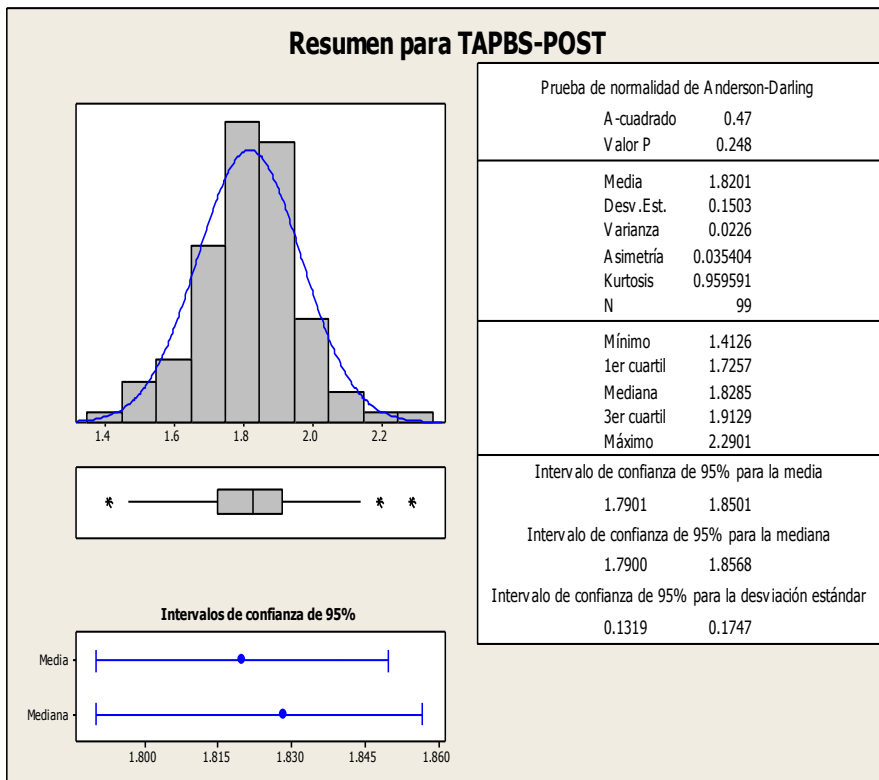 Resumen para TAPBS-POST
1.4 1.6 1.8 2.0 2.2
Intervalos de confianza de 95%
Media
Mediana
1.800 1.815 1.830 1.845 1.860
Prueba de normalidad de Anderson-Darling
A-cuadrado 0.47
Valor P 0.248
Media 1.8201
Desv.Est. 0.1503
Varianza 0.0226
Asimetría 0.035404
Kurtosis 0.959591
N 99
Mínimo 1.4126
1er cuartil 1.7257
Mediana 1.8285
3er cuartil 1.9129
Máximo 2.2901
Intervalo de confianza de 95% para la media
1.7901 1.8501
Intervalo de confianza de 95% para la mediana
1.7900 1.8568
Intervalo de confianza de 95% para la desviación estándar
0.1319 0.1747